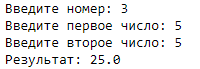 Введите номер: 3
Введите первое число: 5
Введите второе число: 5
Результат: 25.0